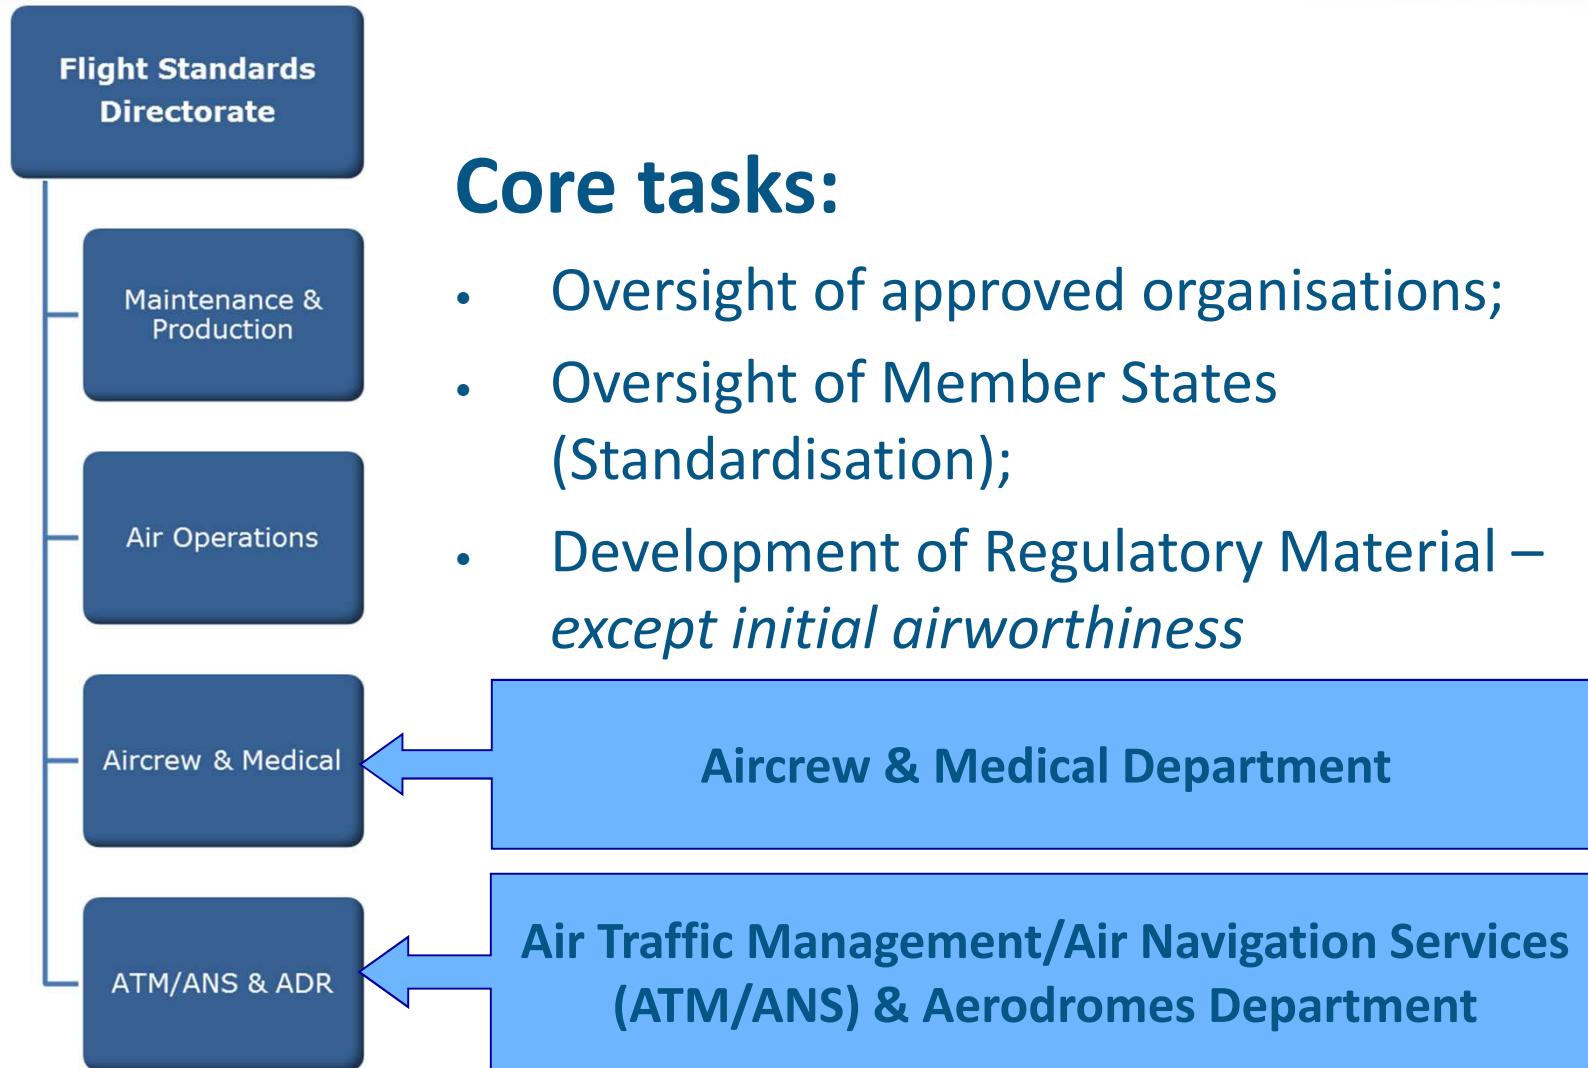 Flight Standards
Directorate
Maintenance &
Production
Air Operations
Aircrew & Medical
ATM/ANS & ADR
Core tasks:
• Oversight of approved organisations;
• Oversight of Member States
(Standardisation);
• Development of Regulatory Material –
except initial airworthiness
Aircrew & Medical Department
Air Traffic Management/Air Navigation Services
(ATM/ANS) & Aerodromes Department